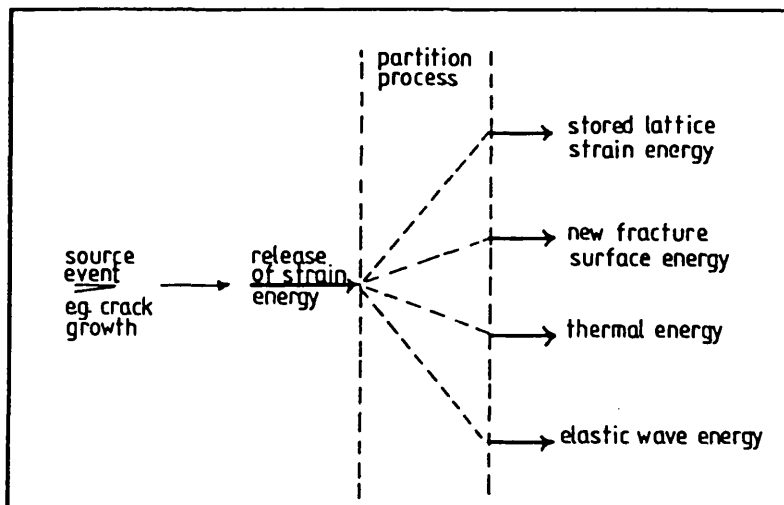 partition
process
stored lattice
strain energy
new fracture
surface energy
source
event
eg. crack
growth
release
of strain
energy
thermal energy
elastic wave energy